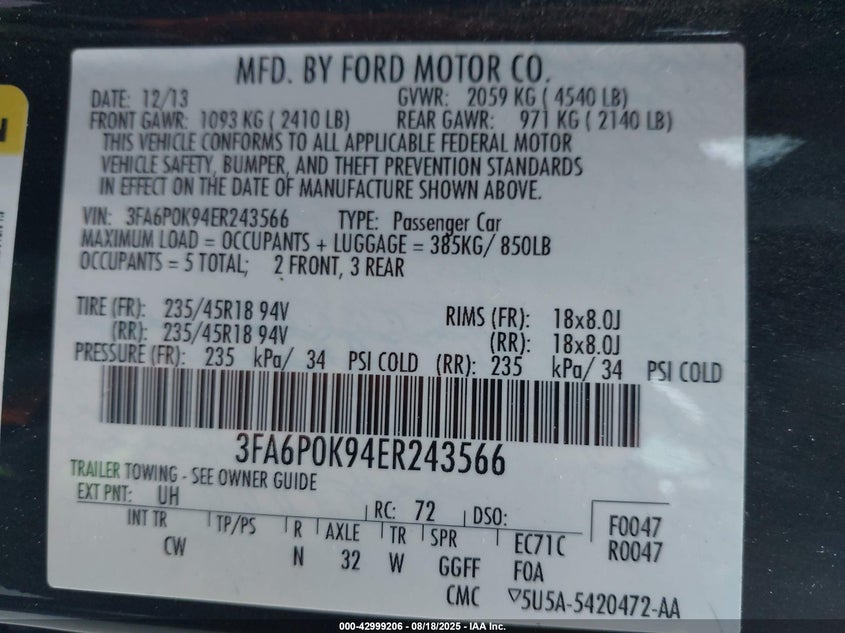 MFD. BY FORD MOTOR CO.
DATE: 12/13 GVWR: 2059 KG ( 4540 LB)
FRONT GAWR: 1093 KG ( 2410 LB) REAR GAWR: 971 KG ( 2140 LB)
THIS VEHICLE CONFORMS TO ALL APPLICABLE FEDERAL MOTOR
VEHICLE SAFETY, BUMPER, AND THEFT PREVENTION STANDARDS
IN EFFECT ON THE DATE OF MANUFACTURE SHOWN ABOVE.
VIN: 3FA6P0K94ER243566 TYPE: Passenger Car
MAXIMUM LOAD = OCCUPANTS + LUGGAGE = 385KG/ 850LB
OCCUPANTS = 5 TOTAL; 2 FRONT, 3 REAR
TIRE (FR): 235/45R18 94V RIMS (FR): 18x8.0J
(RR): 235/45R18 94V (RR): 18x8.0J
PRESSURE (FR): 235 kPa/ 34 PSI COLD (RR): 235 kPa/ 34 PSI COLD
3FA6P0K94ER243566
TRAILER TOWING - SEE OWNER GUIDE
EXT PNT: UH RC: 72 DSO: F0047
INT TR TP/PS R AXLE TR SPR EC71C R0047
CW N 32 W GGFF F0A
CMC ▽5U5A-5420472-AA
000-42999206 - 08/18/2025 - IAA Inc.